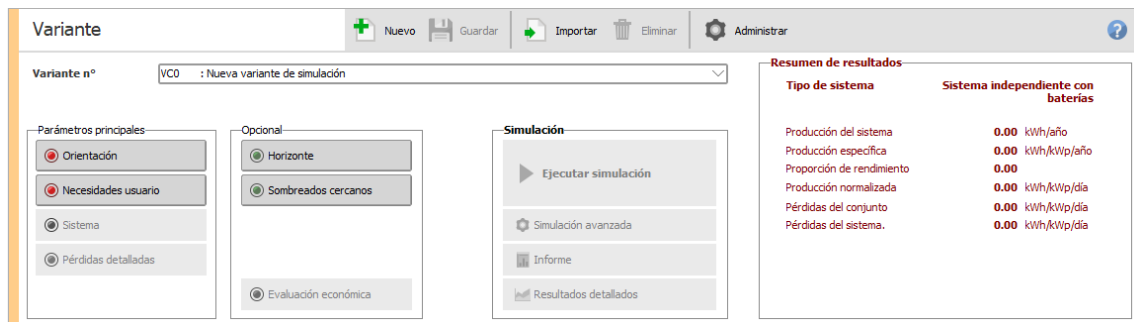 Variante
Nuevo
Guardar
Importar
Eliminar
Administrar
Variante n°
VC0 : Nueva variante de simulación
Resumen de resultados
Tipo de sistema
Sistema independiente con
baterías
Parámetros principales
Orientación
Necesidades usuario
Sistema
Pérdidas detalladas
Opcional
Horizonte
Sombreados cercanos
Evaluación económica
Simulación
Ejecutar simulación
Simulación avanzada
Informe
Resultados detallados
Producción del sistema 0.00 kWh/año
Producción específica 0.00 kWh/kWp/año
Proporción de rendimiento 0.00
Producción normalizada 0.00 kWh/kWp/día
Pérdidas del conjunto 0.00 kWh/kWp/día
Pérdidas del sistema. 0.00 kWh/kWp/día